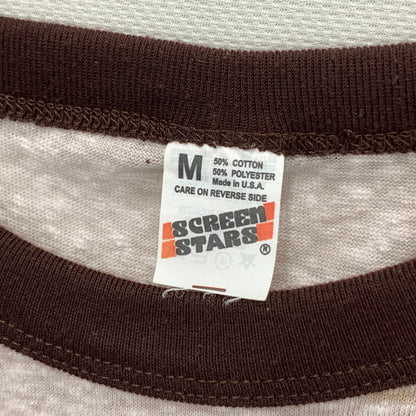 M
50% COTTON
50% POLYESTER
Made in U.S.A.
CARE ON REVERSE SIDE
SCREEN
STARS®